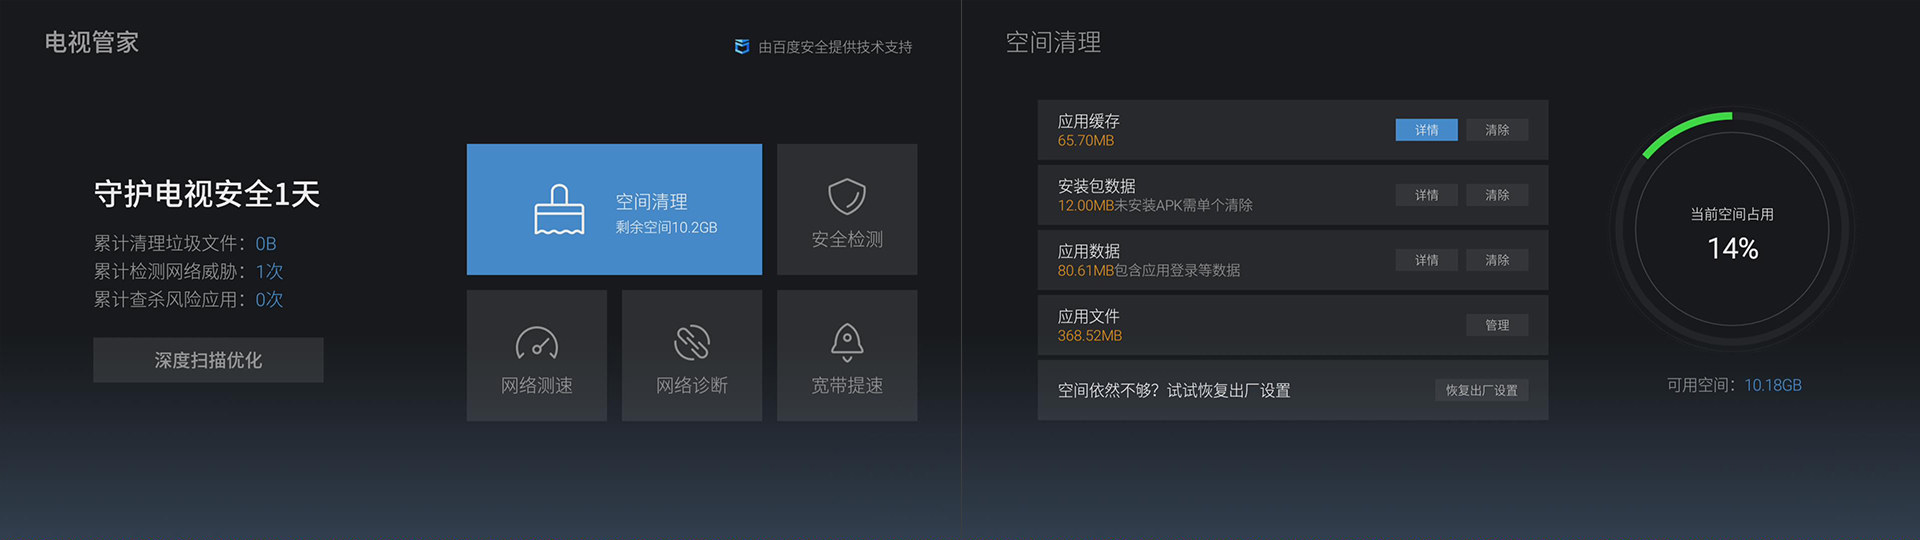 电视管家
由百度安全提供技术支持
守护电视安全1天
累计清理垃圾文件：0B
累计检测网络威胁：1次
累计查杀风险应用：0次
深度扫描优化
空间清理
剩余空间10.2GB
安全检测
网络测速
网络诊断
宽带提速
空间清理
应用缓存
65.70MB
详情
清除
安装包数据
12.00MB未安装APK需单个清除
详情
清除
应用数据
80.61MB包含应用登录等数据
详情
清除
应用文件
368.52MB
管理
空间依然不够？试试恢复出厂设置
恢复出厂设置
当前空间占用
14%
可用空间：10.18GB